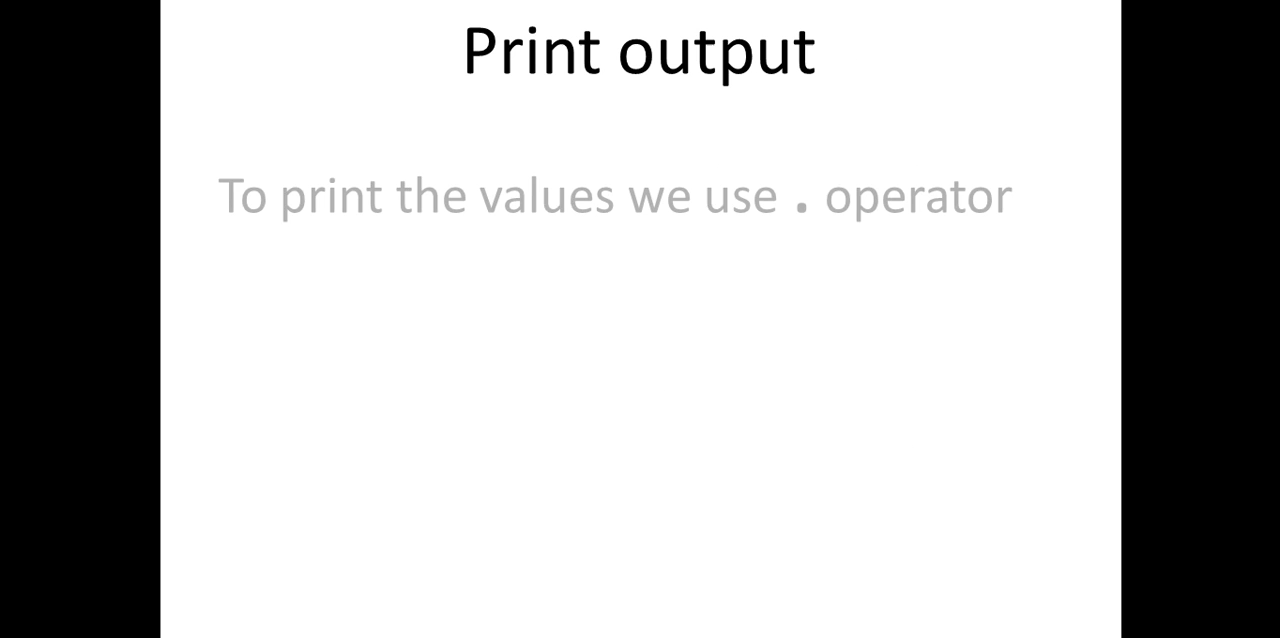 Print output
To print the values we use . operator